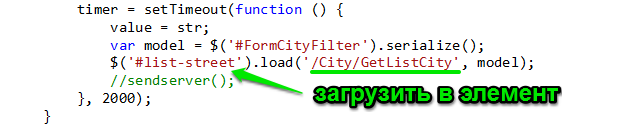 timer = setTimeout(function () {
value = str;
var model = $('#FormCityFilter').serialize();
$('#list-street').load('/City/GetListCity', model);
//sendserver();
загрузить в элемент
}, 2000);
}